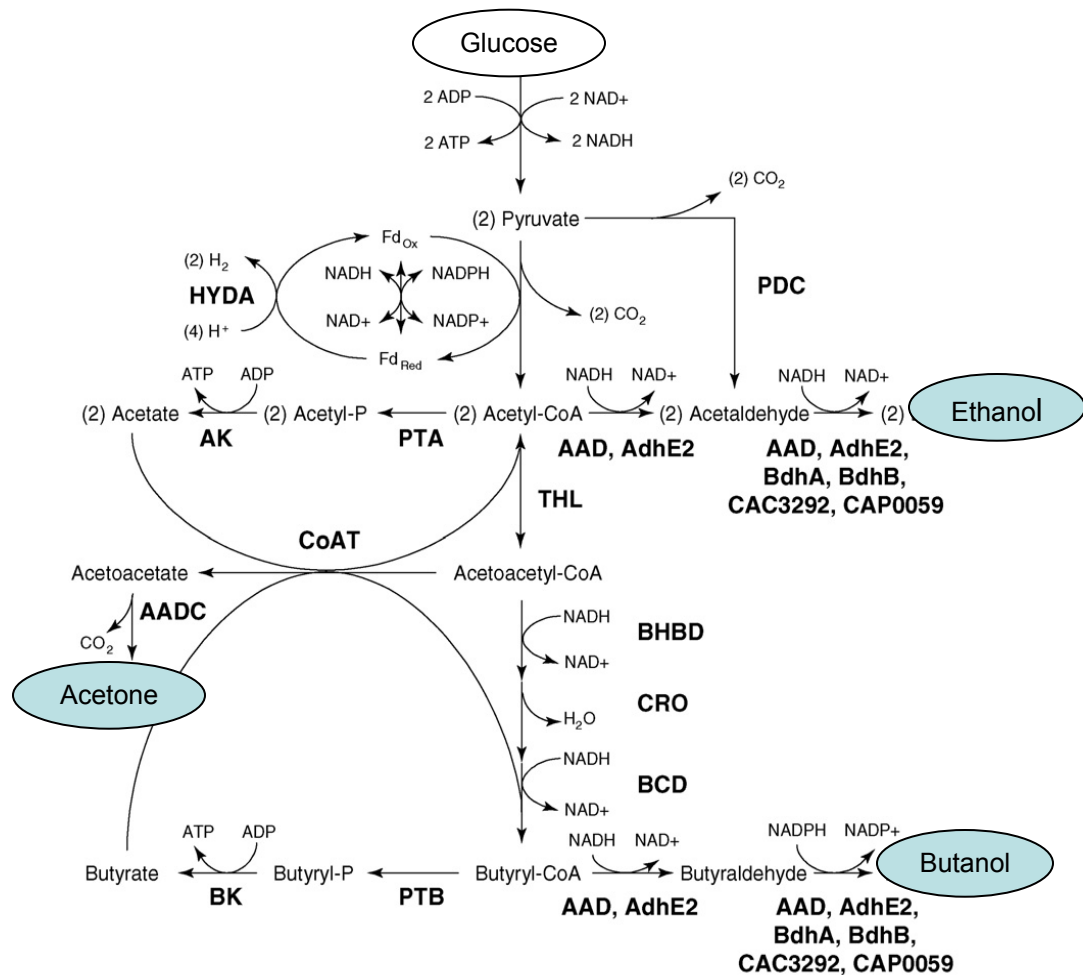 Glucose
2 ADP
2 NAD+
2 ATP
2 NADH
(2) CO₂
(2) Pyruvate
Fd_Ox
(2) H₂
NADH
NADPH
HYDA
PDC
(2) CO₂
(4) H⁺
NAD+
NADP+
Fd_Red
ATP
ADP
NADH
NAD+
NADH
NAD+
(2) Acetate
(2) Acetyl-P
(2) Acetyl-CoA
(2) Acetaldehyde
(2)
Ethanol
AK
PTA
AAD, AdhE2
AAD, AdhE2,
BdhA, BdhB,
CAC3292, CAP0059
THL
CoAT
Acetoacetate
Acetoacetyl-CoA
AADC
NADH
BHBD
CO₂
NAD+
Acetone
CRO
H₂O
NADH
BCD
NAD+
ATP
ADP
NADH
NAD+
NADPH
NADP+
Butyrate
Butyryl-P
Butyryl-CoA
Butyraldehyde
Butanol
BK
PTB
AAD, AdhE2
AAD, AdhE2,
BdhA, BdhB,
CAC3292, CAP0059